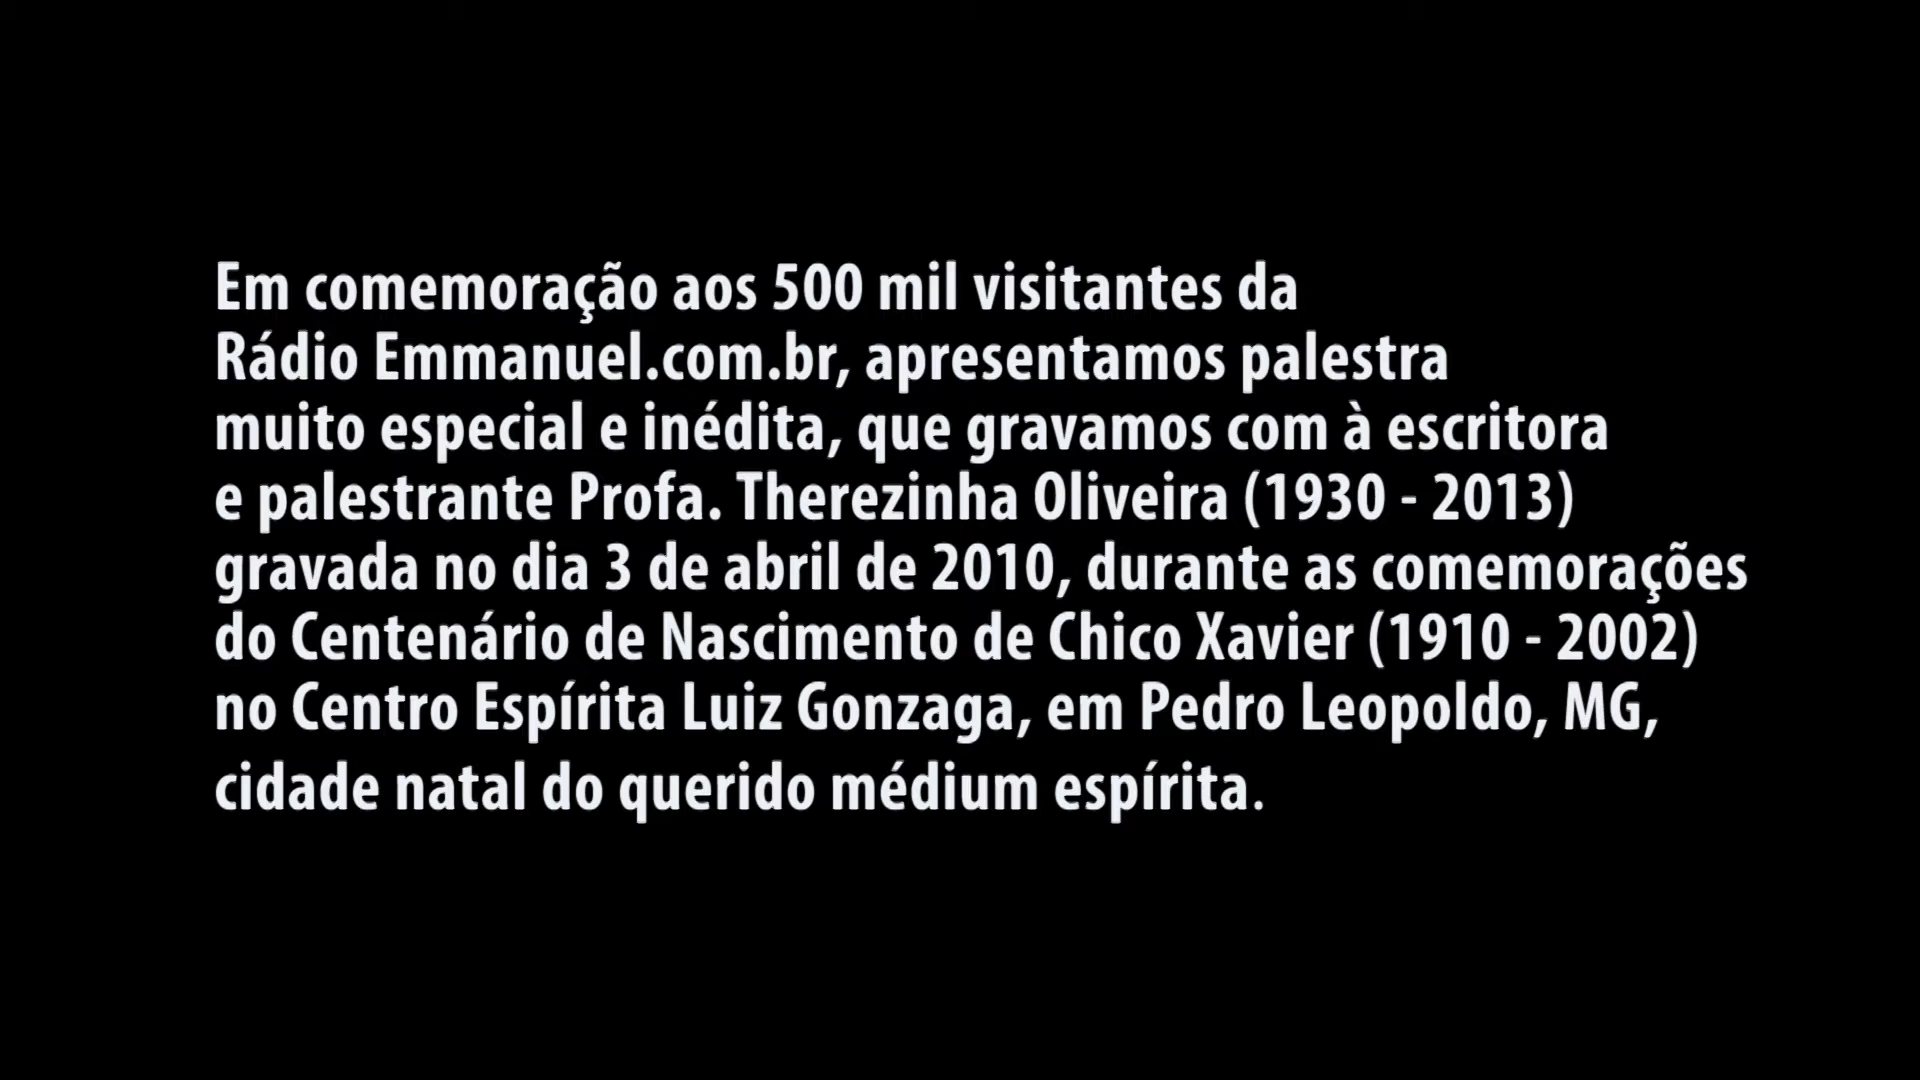 Em comemoração aos 500 mil visitantes da
Rádio Emmanuel.com.br, apresentamos palestra
muito especial e inédita, que gravamos com à escritora
e palestrante Profa. Therezinha Oliveira (1930 - 2013)
gravada no dia 3 de abril de 2010, durante as comemorações
do Centenário de Nascimento de Chico Xavier (1910 - 2002)
no Centro Espírita Luiz Gonzaga, em Pedro Leopoldo, MG,
cidade natal do querido médium espírita.